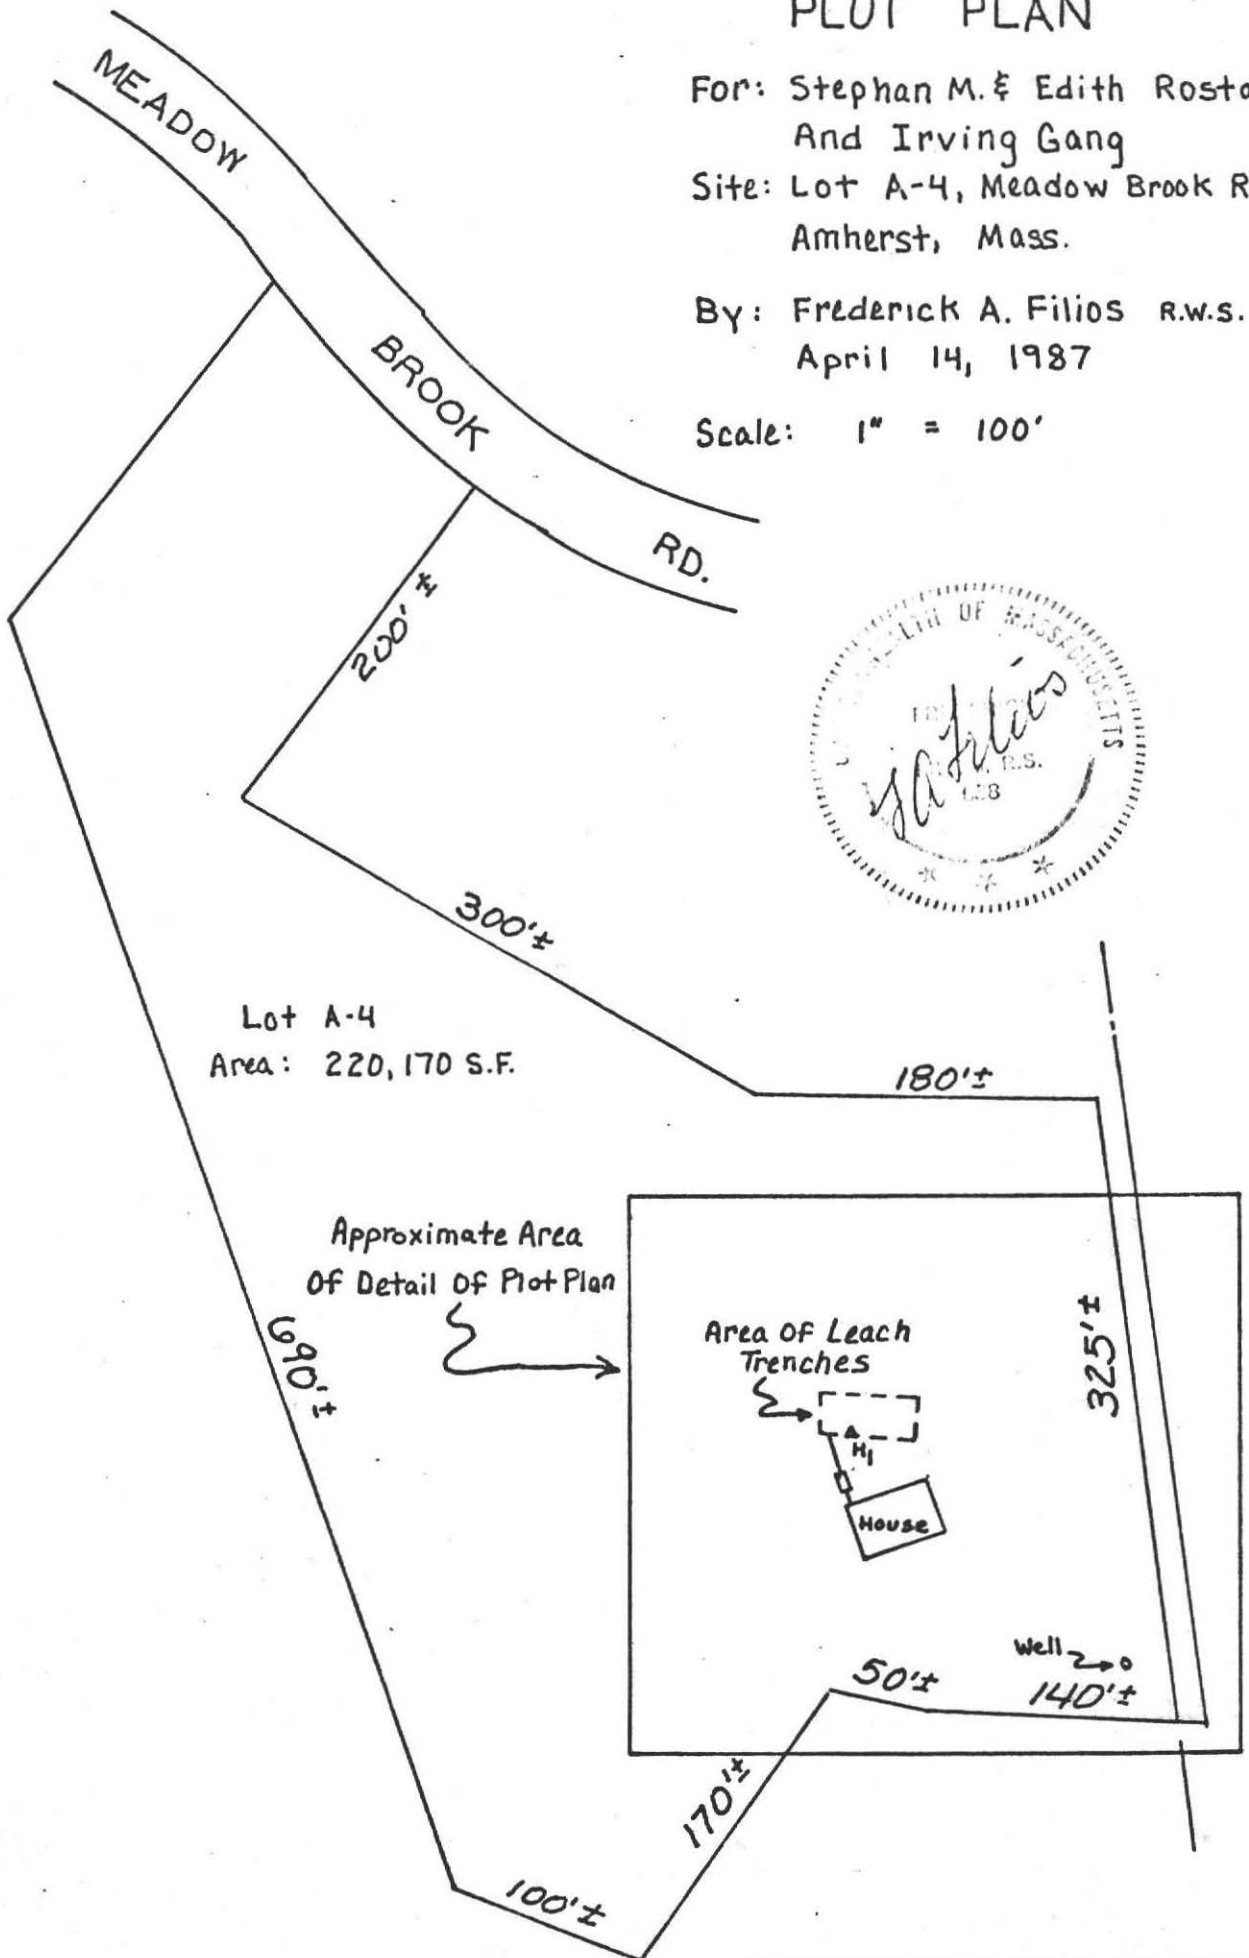 PLOT PLAN
For: Stephan M. & Edith
And Irving Gang
Site: Lot A-4, Meadow Brook
Amherst, Mass.
By: Frederick A. Filios R.W.S.
April 14, 1987
Scale: 1" = 100'
MEADOW
BROOK
RD.
200' ±
OF MASSACHUSETTS
R.S.
300'±
Lot A-4
Area: 220,170 S.F.
180'±
Approximate Area
Of Detail Of Plot Plan
Area Of Leach
Trenches
325'±
690'±
H1
House
Well
50'±
140'±
170'±
100'±